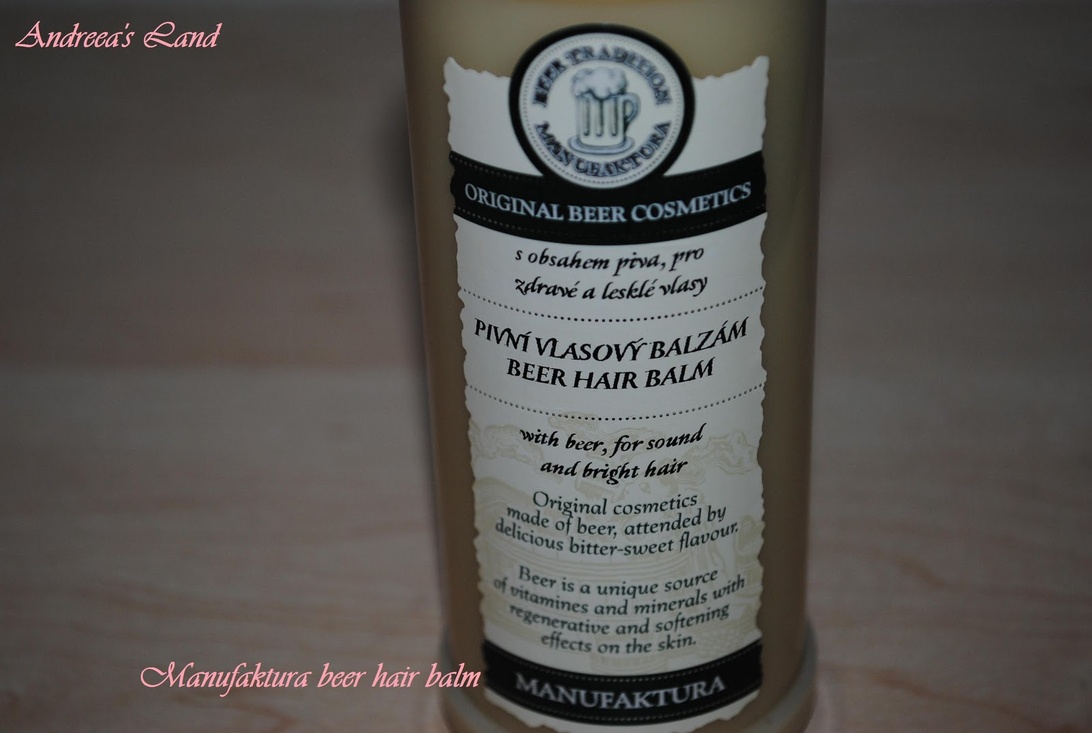 Andreea's Land
BEER TRADITION
MANUFAKTURA
ORIGINAL BEER COSMETICS
s obsahem piva, pro
zdravé a lesklé vlasy
PIVNÍ VLASOVÝ BALZÁM
BEER HAIR BALM
with beer, for sound
and bright hair
Original cosmetics
made of beer, attended by
delicious bitter-sweet flavour.
Beer is a unique source
of vitamines and minerals with
regenerative and softening
effects on the skin.
MANUFAKTURA
Manufaktura beer hair balm